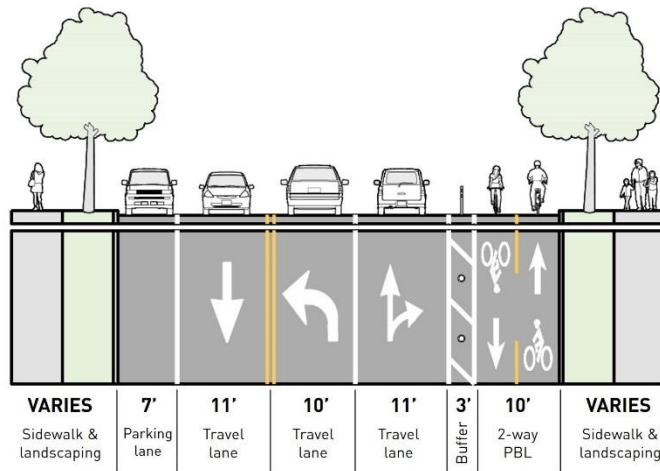 VARIES
Sidewalk &
landscaping
7’
Parking
lane
11’
Travel
lane
10’
Travel
lane
11’
Travel
lane
3’
Buffer
10’
2-way
PBL
VARIES
Sidewalk &
landscaping